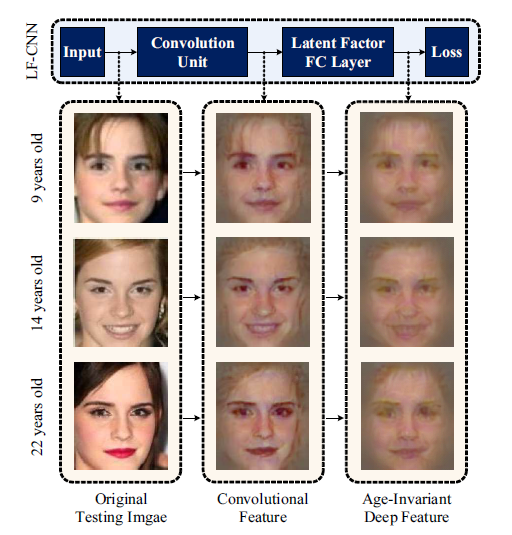 LF-CNN
Input
Convolution
Unit
Latent Factor
FC Layer
Loss
9 years old
14 years old
22 years old
Original
Testing Imgae
Convolutional
Feature
Age-Invariant
Deep Feature